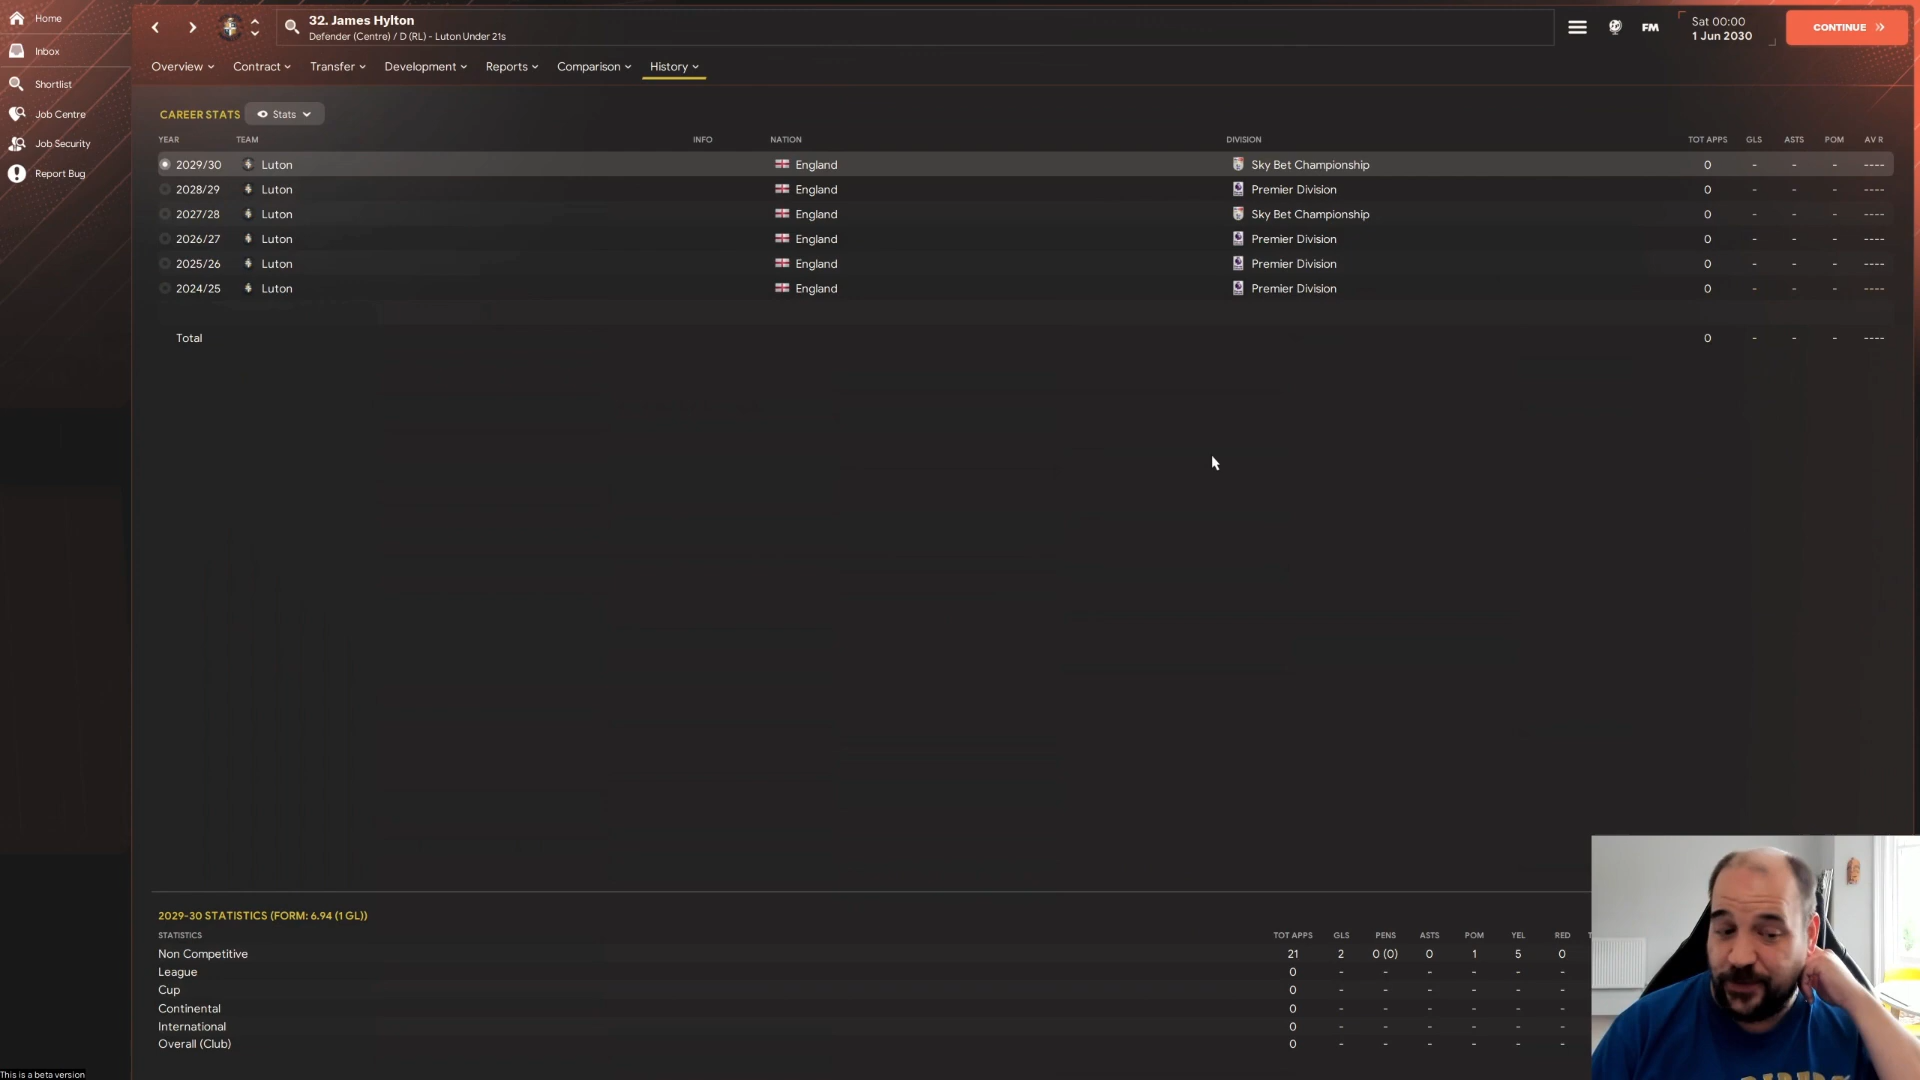 Home
Inbox
Shortlist
Job Centre
Job Security
Report Bug
32. James Hylton
Defender (Centre) / D (RL) - Luton Under 21s
FM
Sat 00:00
1 Jun 2030
CONTINUE
Overview Contract Transfer Development Reports Comparison History
CAREER STATS Stats
YEAR TEAM INFO NATION DIVISION TOT APPS GLS ASTS POM AV R
2029/30 Luton England Sky Bet Championship 0 - - - ----
2028/29 Luton England Premier Division 0 - - - ----
2027/28 Luton England Sky Bet Championship 0 - - - ----
2026/27 Luton England Premier Division 0 - - - ----
2025/26 Luton England Premier Division 0 - - - ----
2024/25 Luton England Premier Division 0 - - - ----
Total 0 - - - ----
2029-30 STATISTICS (FORM: 6.94 (1 GL))
STATISTICS TOT APPS GLS PENS ASTS POM YEL RED
Non Competitive 21 2 0 (0) 0 1 5 0
League 0 - - - - - -
Cup 0 - - - - - -
Continental 0 - - - - - -
International 0 - - - - - -
Overall (Club) 0 - - - - - -
This is a beta version